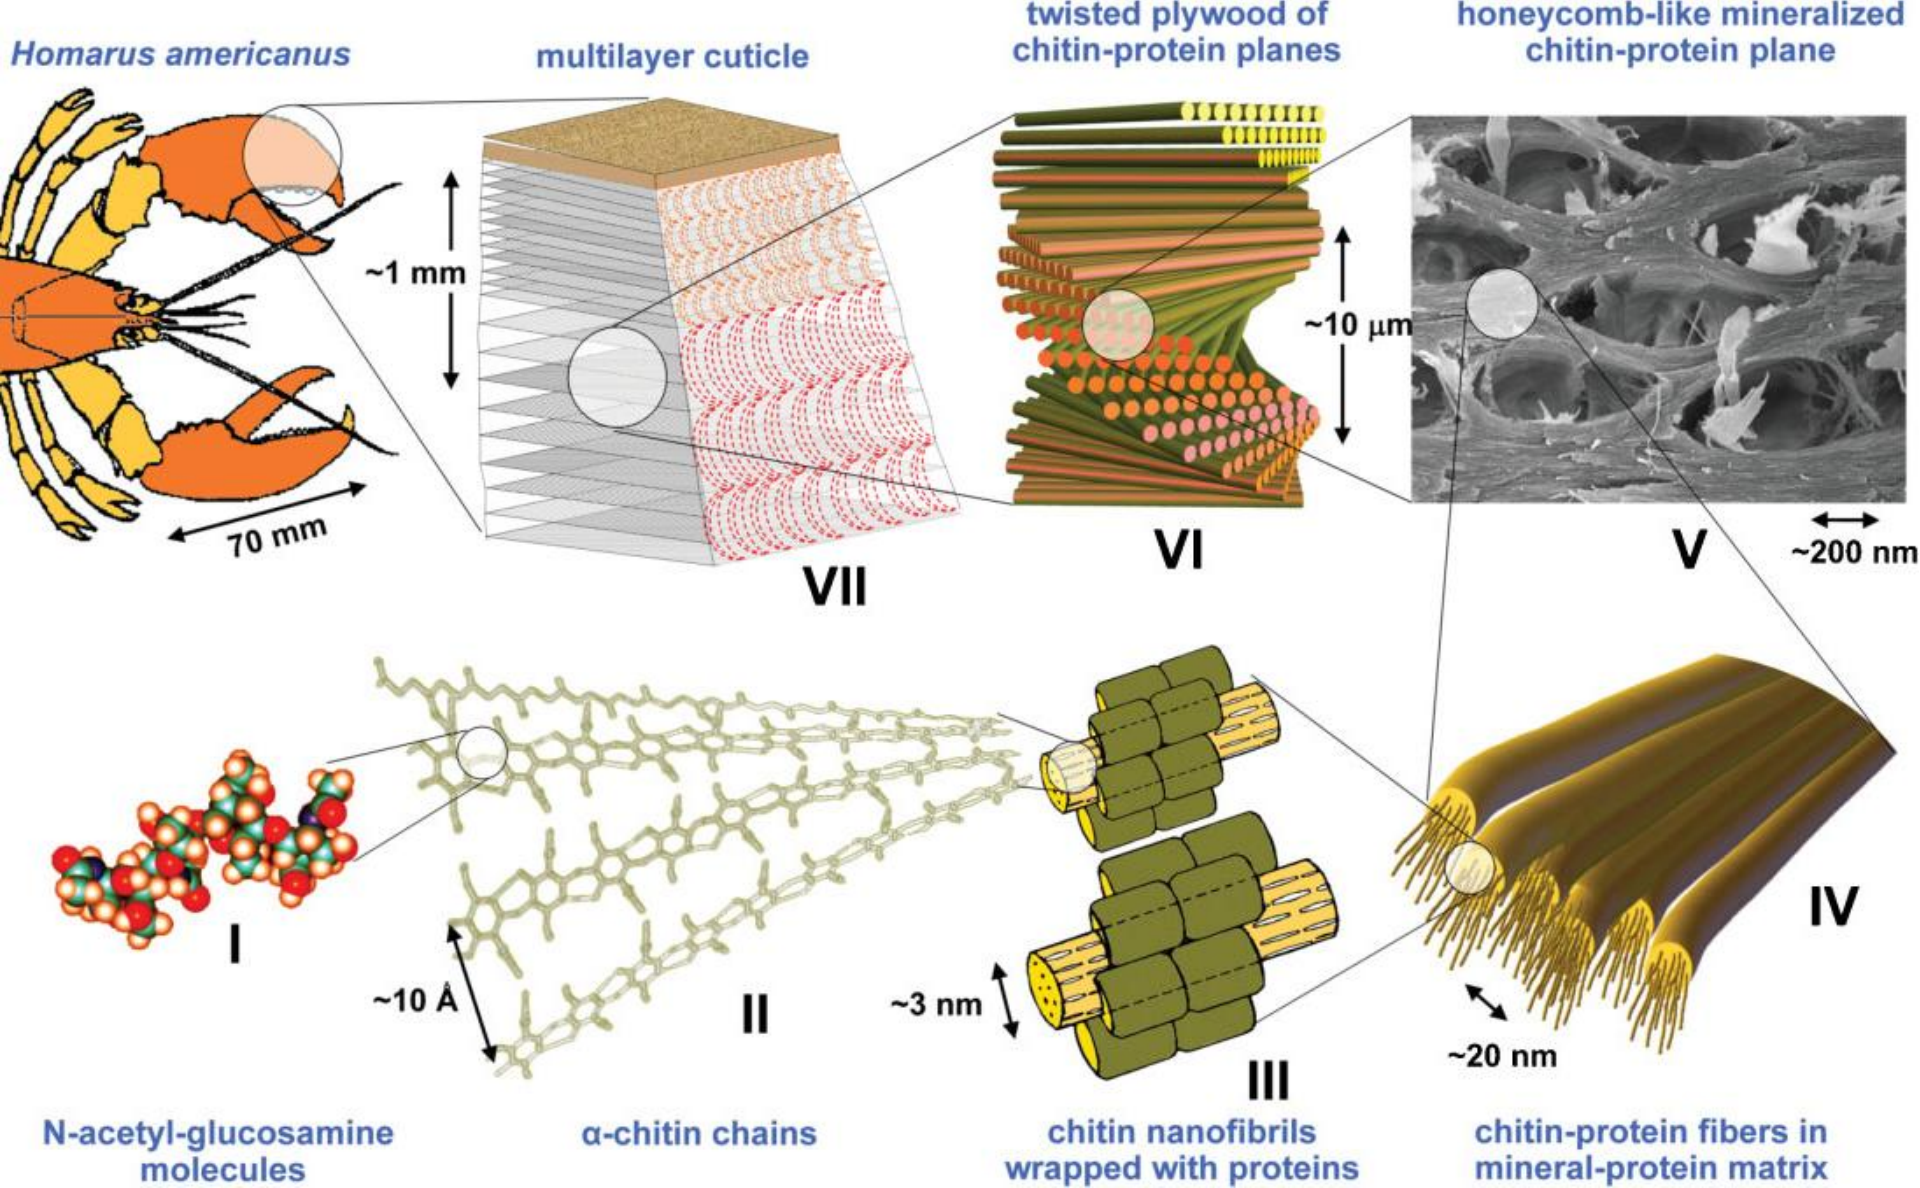 Homarus americanus
multilayer cuticle
twisted plywood of
chitin-protein planes
honeycomb-like mineralized
chitin-protein plane
~1 mm
~10 μm
70 mm
VII
VI
V
~200 nm
I
~10 Å
II
~3 nm
III
IV
~20 nm
N-acetyl-glucosamine
molecules
α-chitin chains
chitin nanofibrils
wrapped with proteins
chitin-protein fibers in
mineral-protein matrix